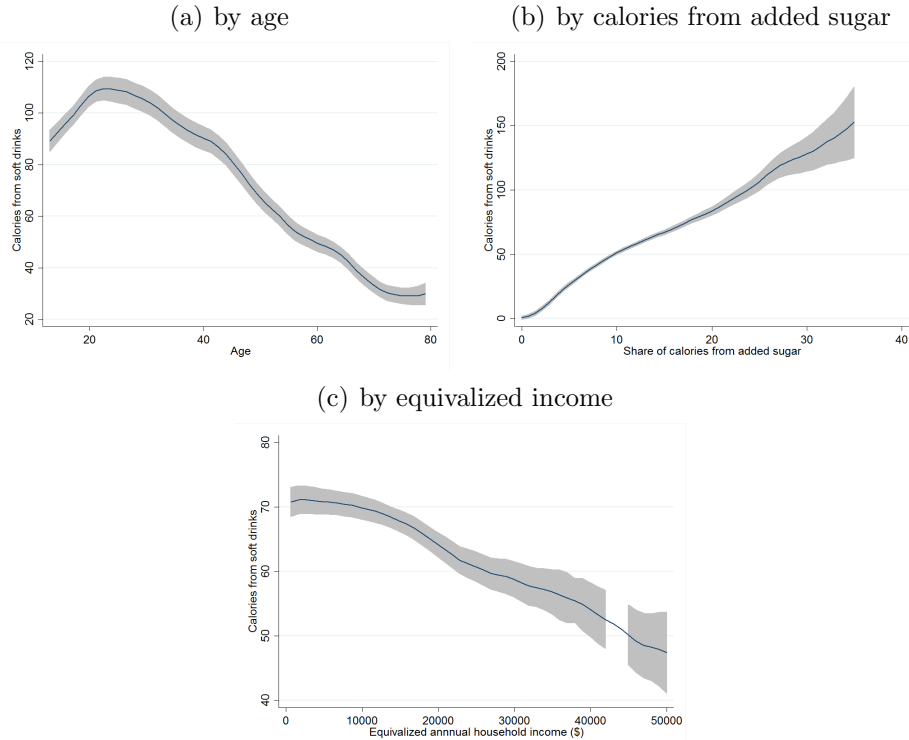 (a) by age
(b) by calories from added sugar
Calories from soft drinks
120
100
80
60
40
20
20 40 60 80
Age
Calories from soft drinks
200
150
100
50
0
0 10 20 30 40
Share of calories from added sugar
(c) by equivalized income
Calories from soft drinks
80
70
60
50
40
0 10000 20000 30000 40000 50000
Equivalized annnual household income ($)